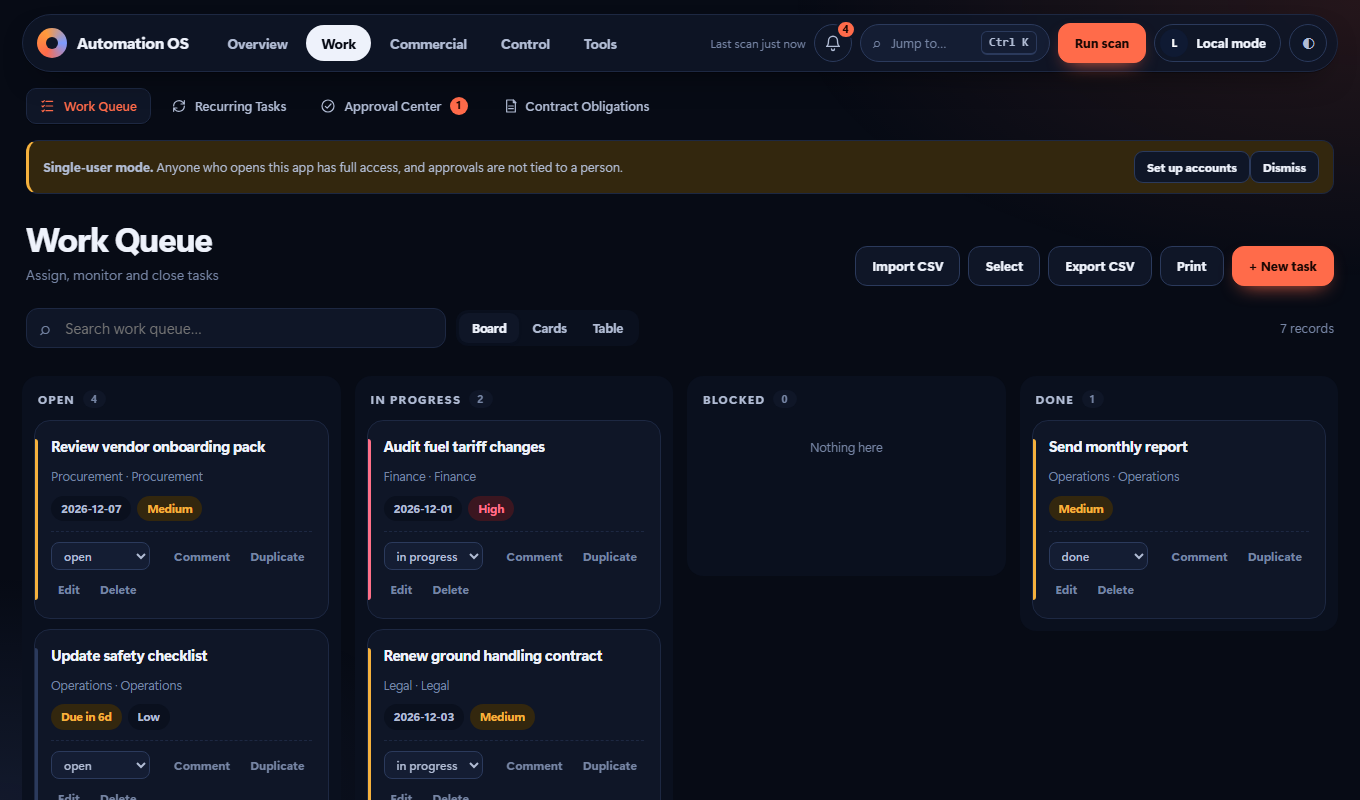 Automation OS Overview Work Commercial Control Tools Last scan just now 4 Jump to... Ctrl K Run scan L Local mode
Work Queue Recurring Tasks Approval Center 1 Contract Obligations
Single-user mode. Anyone who opens this app has full access, and approvals are not tied to a person. Set up accounts Dismiss
Work Queue
Assign, monitor and close tasks
Import CSV Select Export CSV Print + New task
Search work queue... Board Cards Table 7 records
OPEN 4
Review vendor onboarding pack
Procurement · Procurement
2026-12-07 Medium
open Comment Duplicate
Edit Delete
Update safety checklist
Operations · Operations
Due in 6d Low
open Comment Duplicate
Edit Delete
IN PROGRESS 2
Audit fuel tariff changes
Finance · Finance
2026-12-01 High
in progress Comment Duplicate
Edit Delete
Renew ground handling contract
Legal · Legal
2026-12-03 Medium
in progress Comment Duplicate
Edit Delete
BLOCKED 0
Nothing here
DONE 1
Send monthly report
Operations · Operations
Medium
done Comment Duplicate
Edit Delete